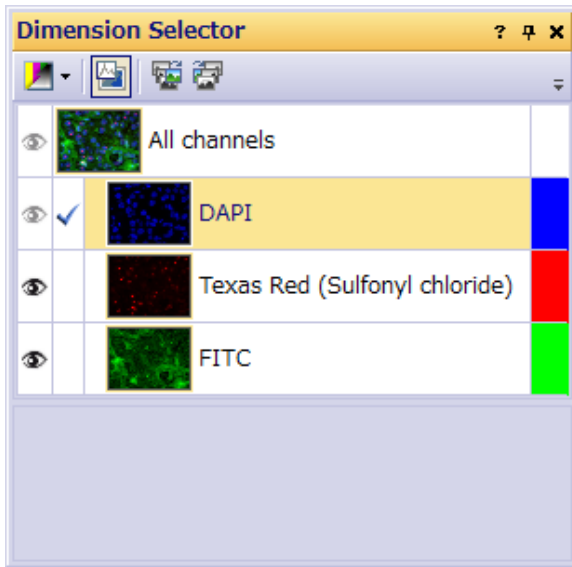 Dimension Selector ?
All channels
DAPI
Texas Red (Sulfonyl chloride)
FITC